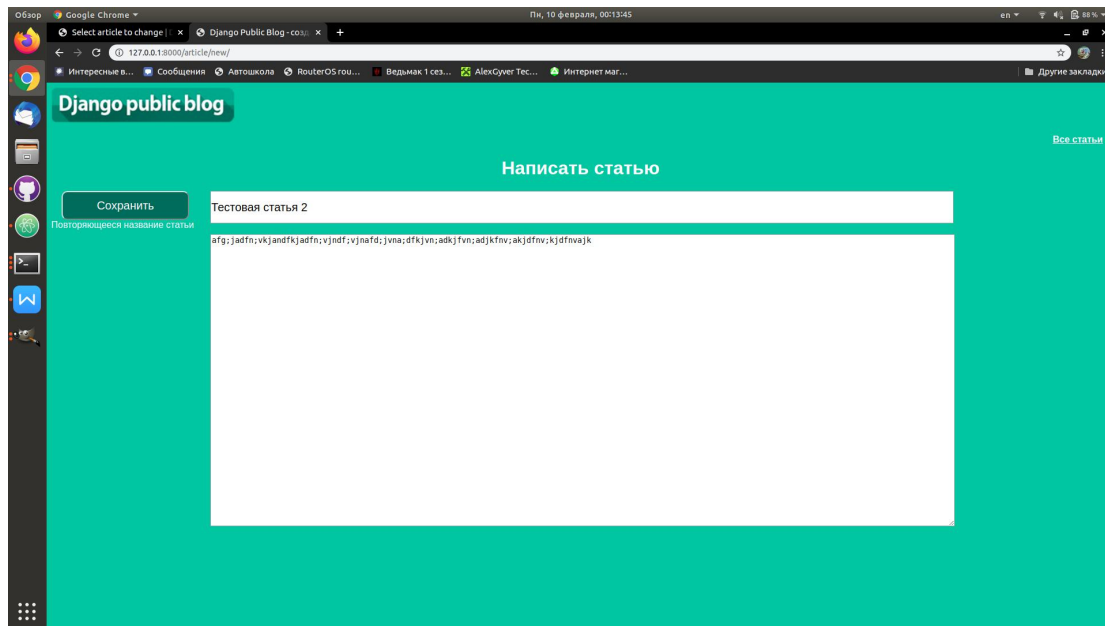 Обзор Google Chrome Пн, 10 февраля, 00:13:45 en 88 %
Select article to change | Django Public Blog - созд
127.0.0.1:8000/article/new/
Интересные в... Сообщения Автошкола RouterOS rou... Ведьмак 1 сез... AlexGyver Tec... Интернет маг... Другие закладки
Django public blog
Все статьи
Написать статью
Сохранить
Тестовая статья 2
Повторяющееся название статьи
afg;jadfn;vkjandfkjadfn;vjndf;vjnafd;jvna;dfkjvn;adkjfvn;adjkfnv;akjdfnv;kjdfnvajk